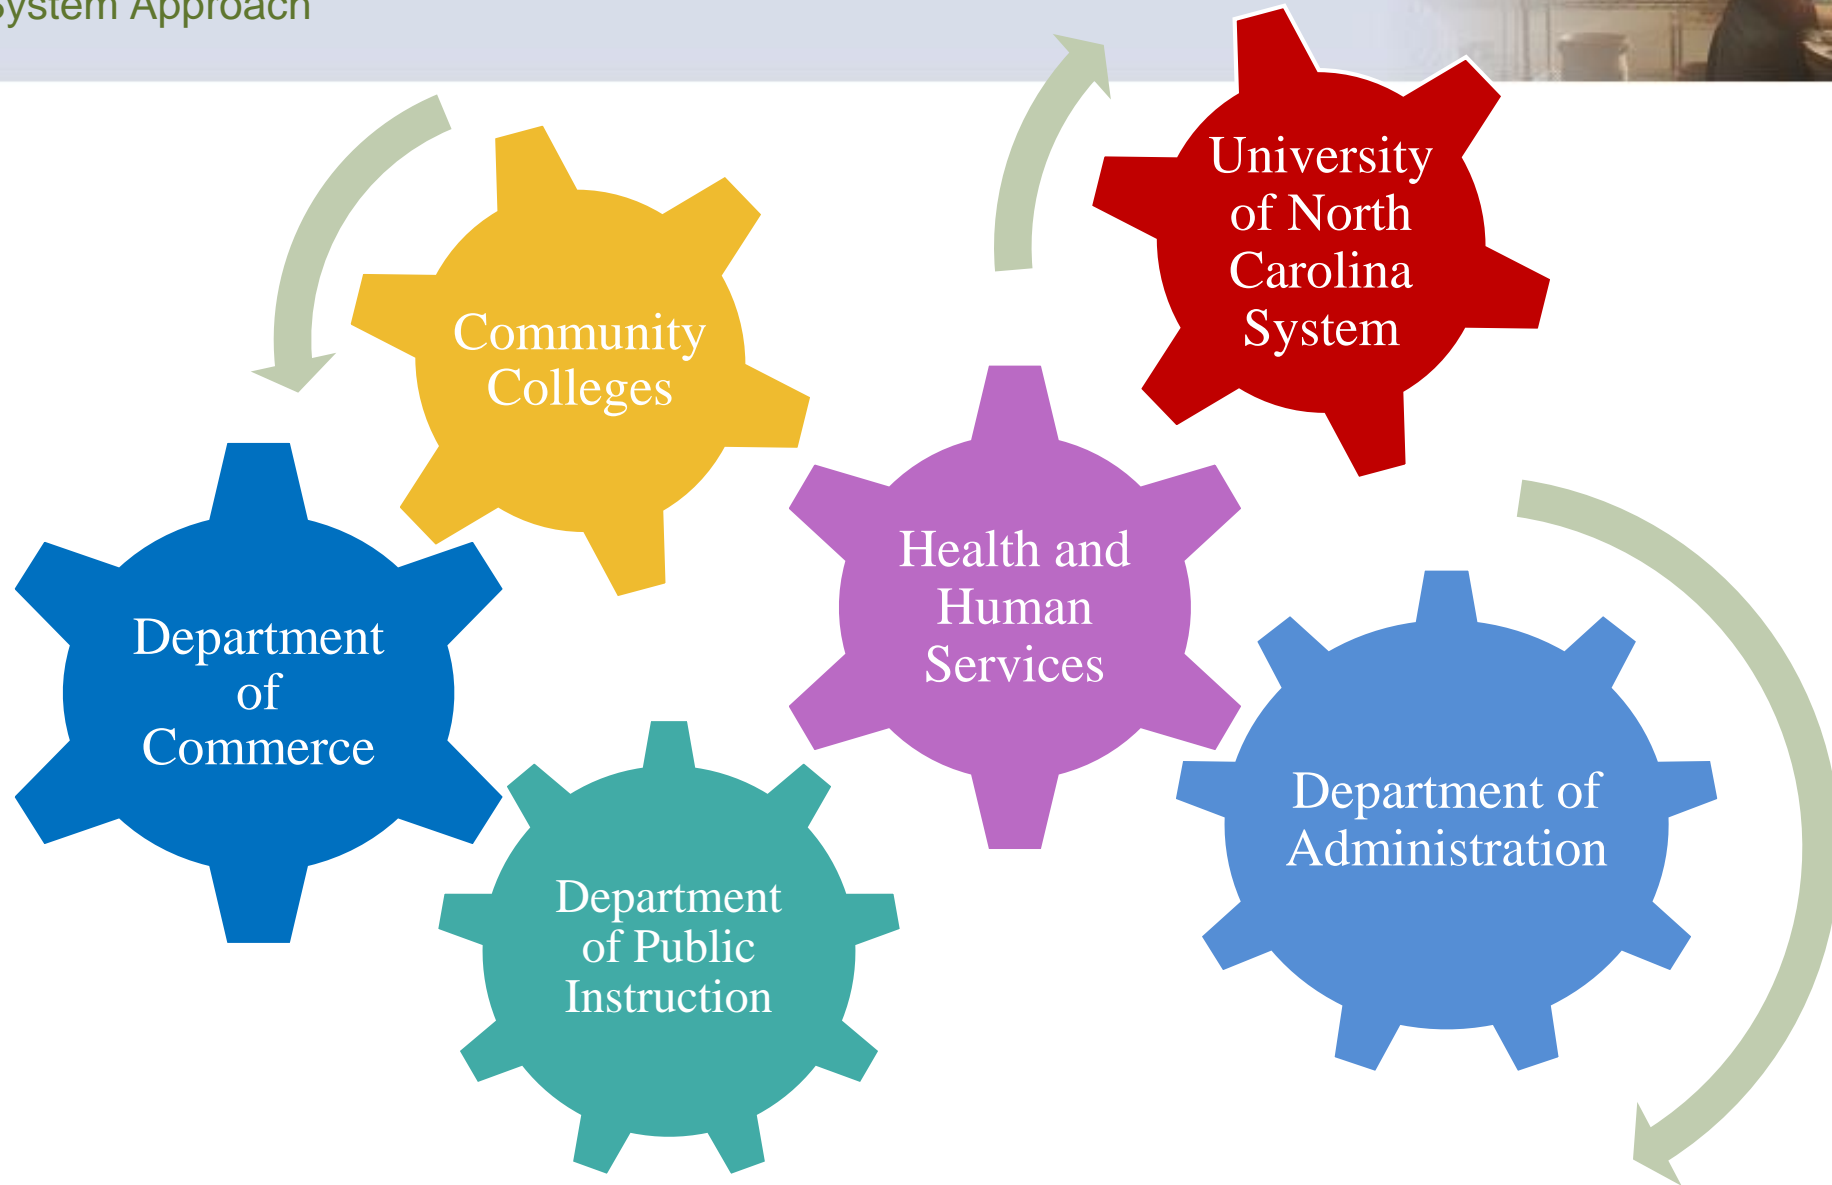 System Approach
University
of North
Carolina
System
Community
Colleges
Health and
Human
Services
Department
of
Commerce
Department of
Administration
Department
of Public
Instruction